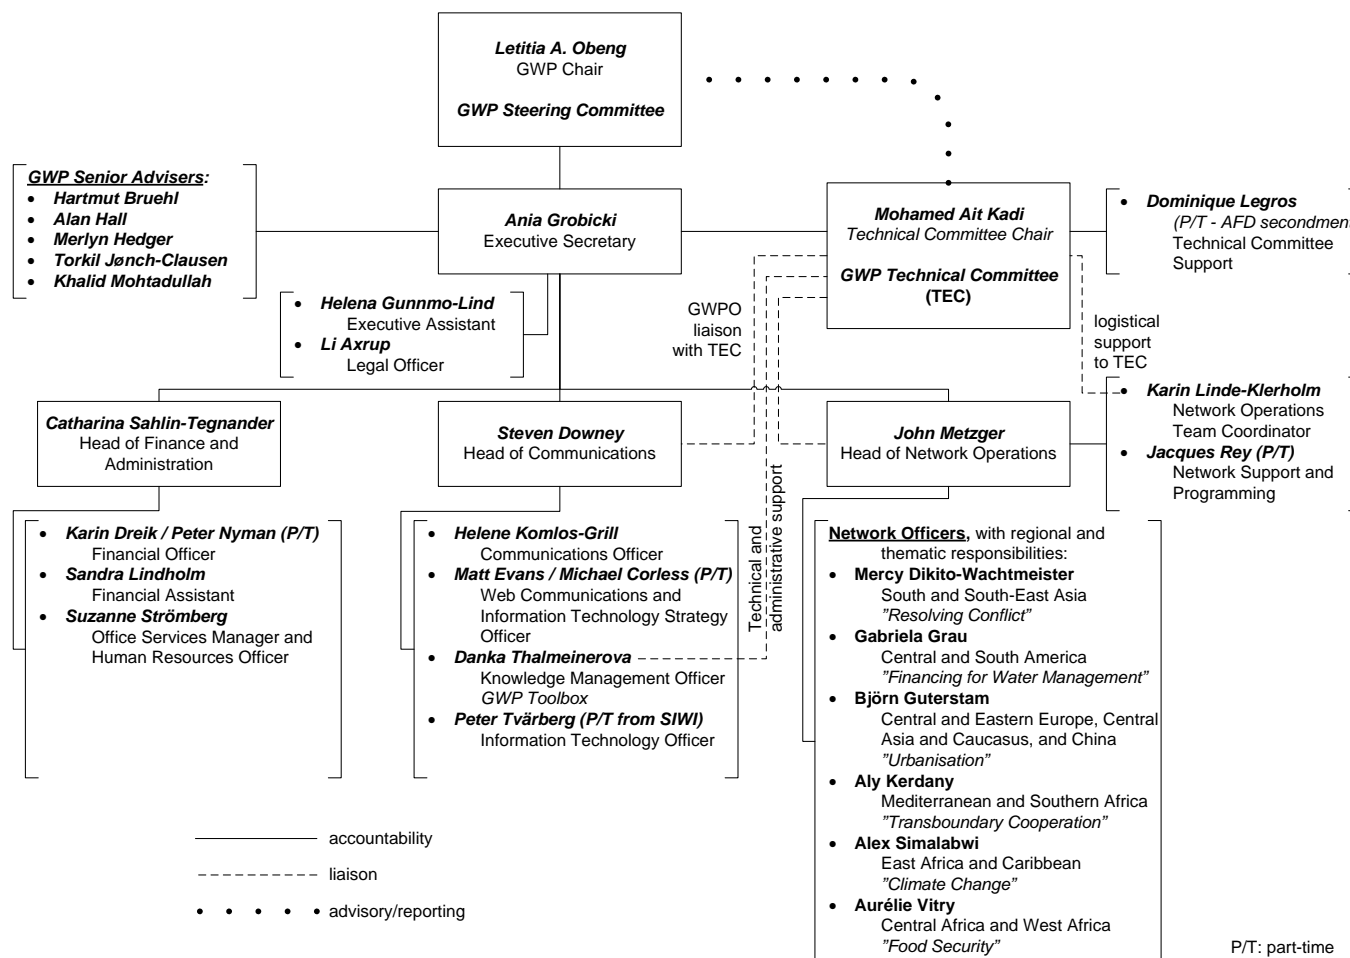 Letitia A. Obeng
GWP Chair
GWP Steering Committee
GWP Senior Advisers:
• Hartmut Bruehl
• Alan Hall
• Merlyn Hedger
• Torkil Jønch-Clausen
• Khalid Mohtadullah
Ania Grobicki
Executive Secretary
Mohamed Ait Kadi
Technical Committee Chair
GWP Technical Committee
(TEC)
• Dominique Legros
(P/T - AFD secondment
Technical Committee
Support
• Helena Gunnmo-Lind
Executive Assistant
• Li Axrup
Legal Officer
GWPO
liaison
with TEC
logistical
support
to TEC
Catharina Sahlin-Tegnander
Head of Finance and
Administration
Steven Downey
Head of Communications
John Metzger
Head of Network Operations
• Karin Linde-Klerholm
Network Operations
Team Coordinator
• Jacques Rey (P/T)
Network Support and
Programming
Technical and
administrative support
• Karin Dreik / Peter Nyman (P/T)
Financial Officer
• Sandra Lindholm
Financial Assistant
• Suzanne Strömberg
Office Services Manager and
Human Resources Officer
• Helene Komlos-Grill
Communications Officer
• Matt Evans / Michael Corless (P/T)
Web Communications and
Information Technology Strategy
Officer
• Danka Thalmeinerova
Knowledge Management Officer
GWP Toolbox
• Peter Tvärberg (P/T from SIWI)
Information Technology Officer
Network Officers, with regional and
thematic responsibilities:
• Mercy Dikito-Wachtmeister
South and South-East Asia
”Resolving Conflict”
• Gabriela Grau
Central and South America
”Financing for Water Management”
• Björn Guterstam
Central and Eastern Europe, Central
Asia and Caucasus, and China
”Urbanisation”
• Aly Kerdany
Mediterranean and Southern Africa
”Transboundary Cooperation”
• Alex Simalabwi
East Africa and Caribbean
”Climate Change”
• Aurélie Vitry
Central Africa and West Africa
”Food Security”
accountability
liaison
advisory/reporting
P/T: part-time